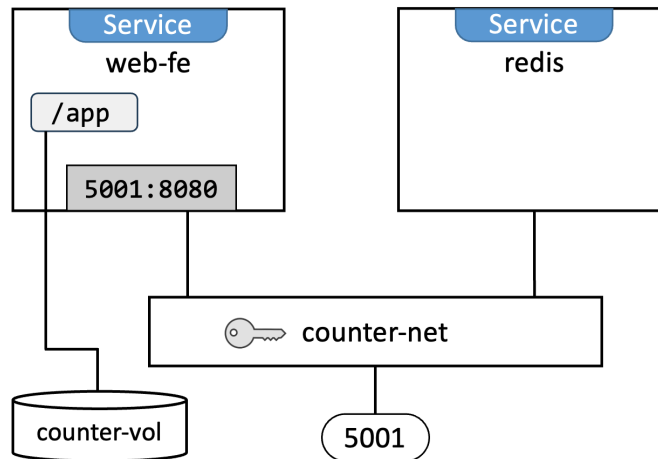 Service
web-fe
/app
5001:8080
Service
redis
counter-net
counter-vol
5001